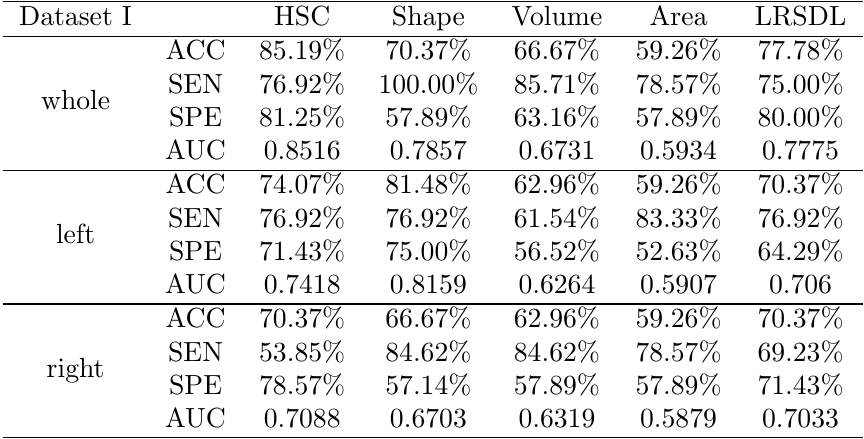 Dataset I HSC Shape Volume Area LRSDL
ACC 85.19% 70.37% 66.67% 59.26% 77.78%
SEN 76.92% 100.00% 85.71% 78.57% 75.00%
whole
SPE 81.25% 57.89% 63.16% 57.89% 80.00%
AUC 0.8516 0.7857 0.6731 0.5934 0.7775
ACC 74.07% 81.48% 62.96% 59.26% 70.37%
SEN 76.92% 76.92% 61.54% 83.33% 76.92%
left
SPE 71.43% 75.00% 56.52% 52.63% 64.29%
AUC 0.7418 0.8159 0.6264 0.5907 0.706
ACC 70.37% 66.67% 62.96% 59.26% 70.37%
SEN 53.85% 84.62% 84.62% 78.57% 69.23%
right
SPE 78.57% 57.14% 57.89% 57.89% 71.43%
AUC 0.7088 0.6703 0.6319 0.5879 0.7033